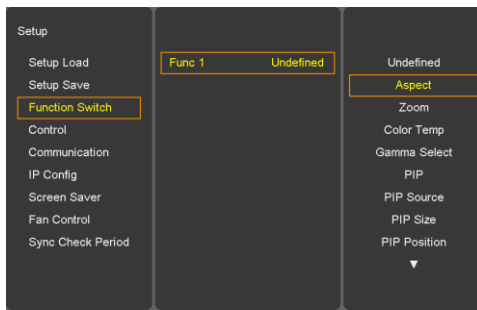 Setup
Setup Load
Setup Save
Function Switch
Control
Communication
IP Config
Screen Saver
Fan Control
Sync Check Period
Func 1 Undefined
Undefined
Aspect
Zoom
Color Temp
Gamma Select
PIP
PIP Source
PIP Size
PIP Position
▼